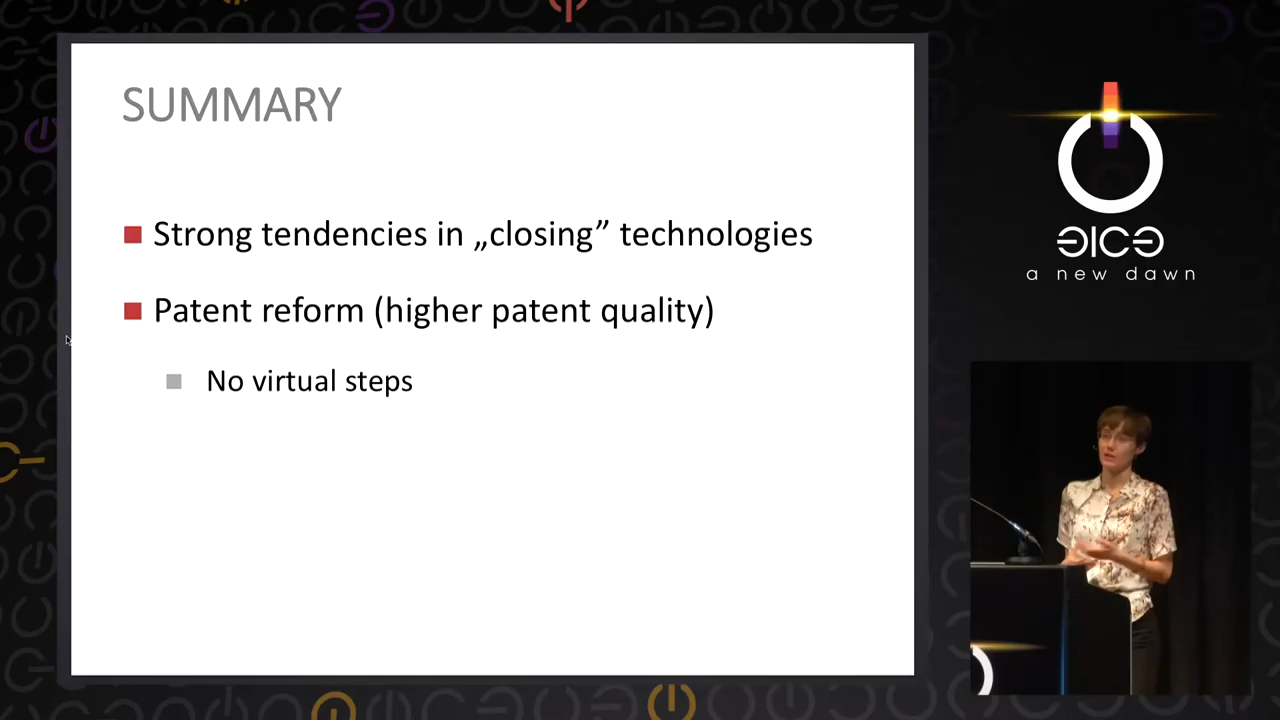 SUMMARY
Strong tendencies in „closing” technologies
Patent reform (higher patent quality)
No virtual steps
a new dawn